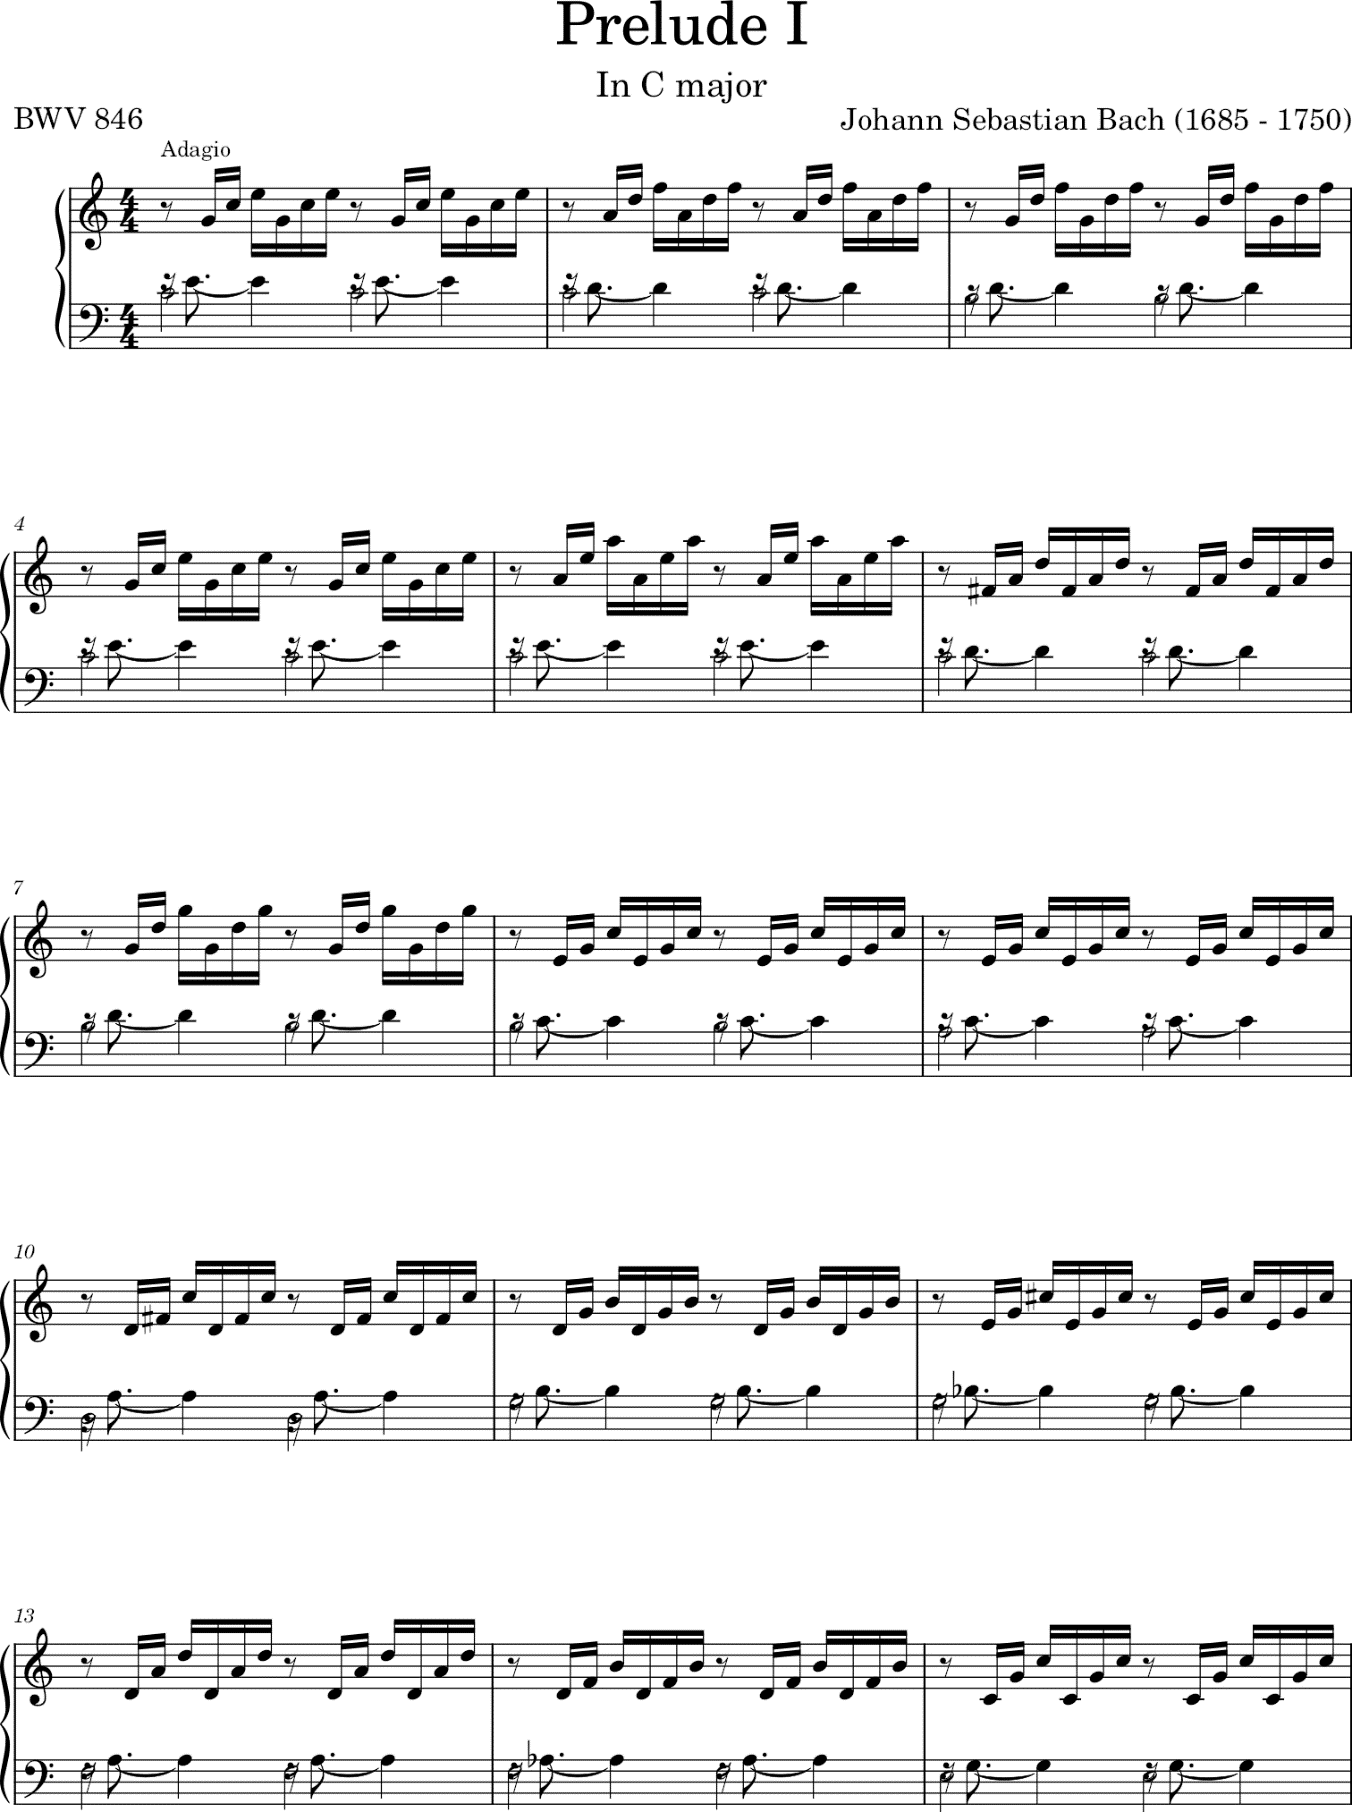 Prelude I
In C major
BWV 846 Johann Sebastian Bach (1685 - 1750)
Adagio
4
7
10
13